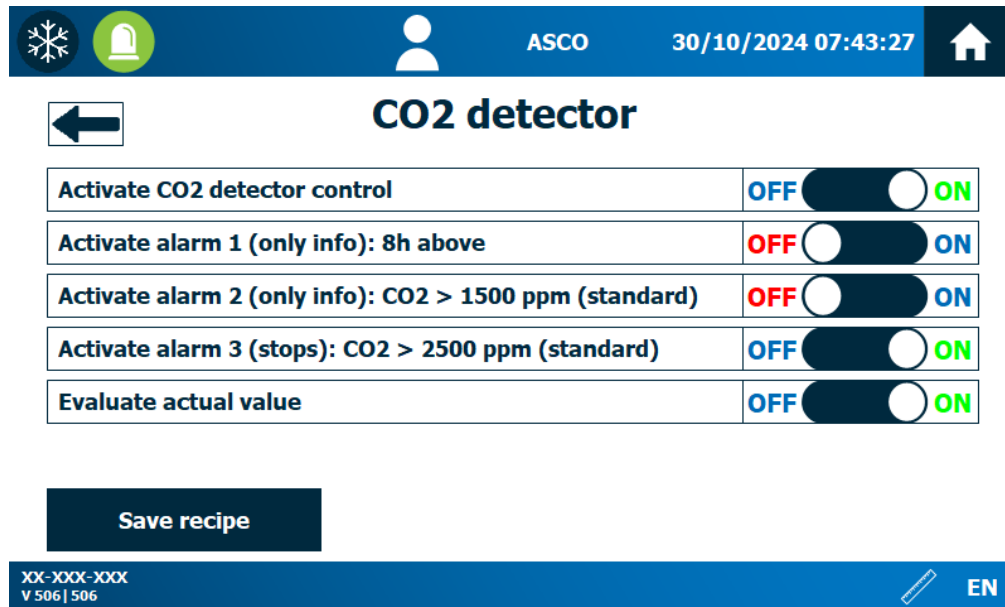 ASCO 30/10/2024 07:43:27
CO2 detector
Activate CO2 detector control OFF ON
Activate alarm 1 (only info): 8h above OFF ON
Activate alarm 2 (only info): CO2 > 1500 ppm (standard) OFF ON
Activate alarm 3 (stops): CO2 > 2500 ppm (standard) OFF ON
Evaluate actual value OFF ON
Save recipe
XX-XXX-XXX
V 506| 506 EN